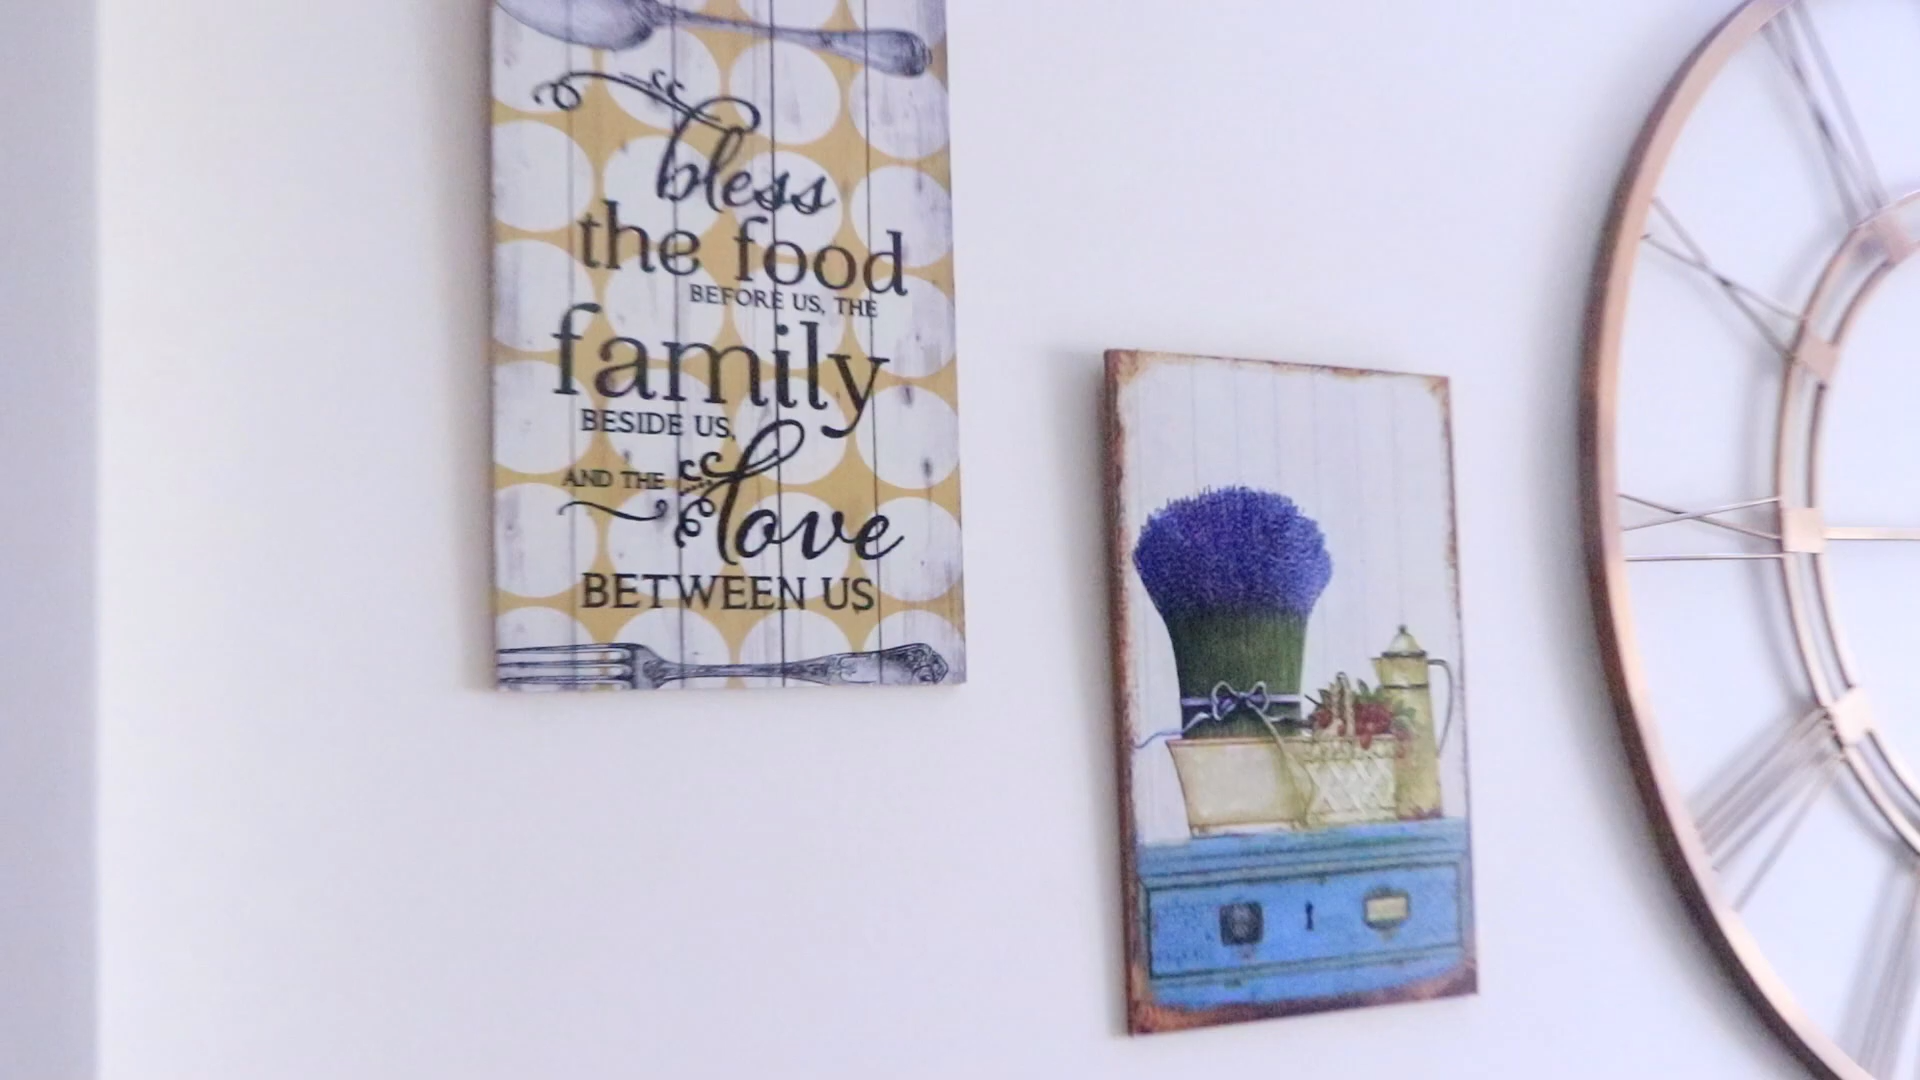 bless
the food
BEFORE US, THE
family
BESIDE US,
AND THE love
BETWEEN US